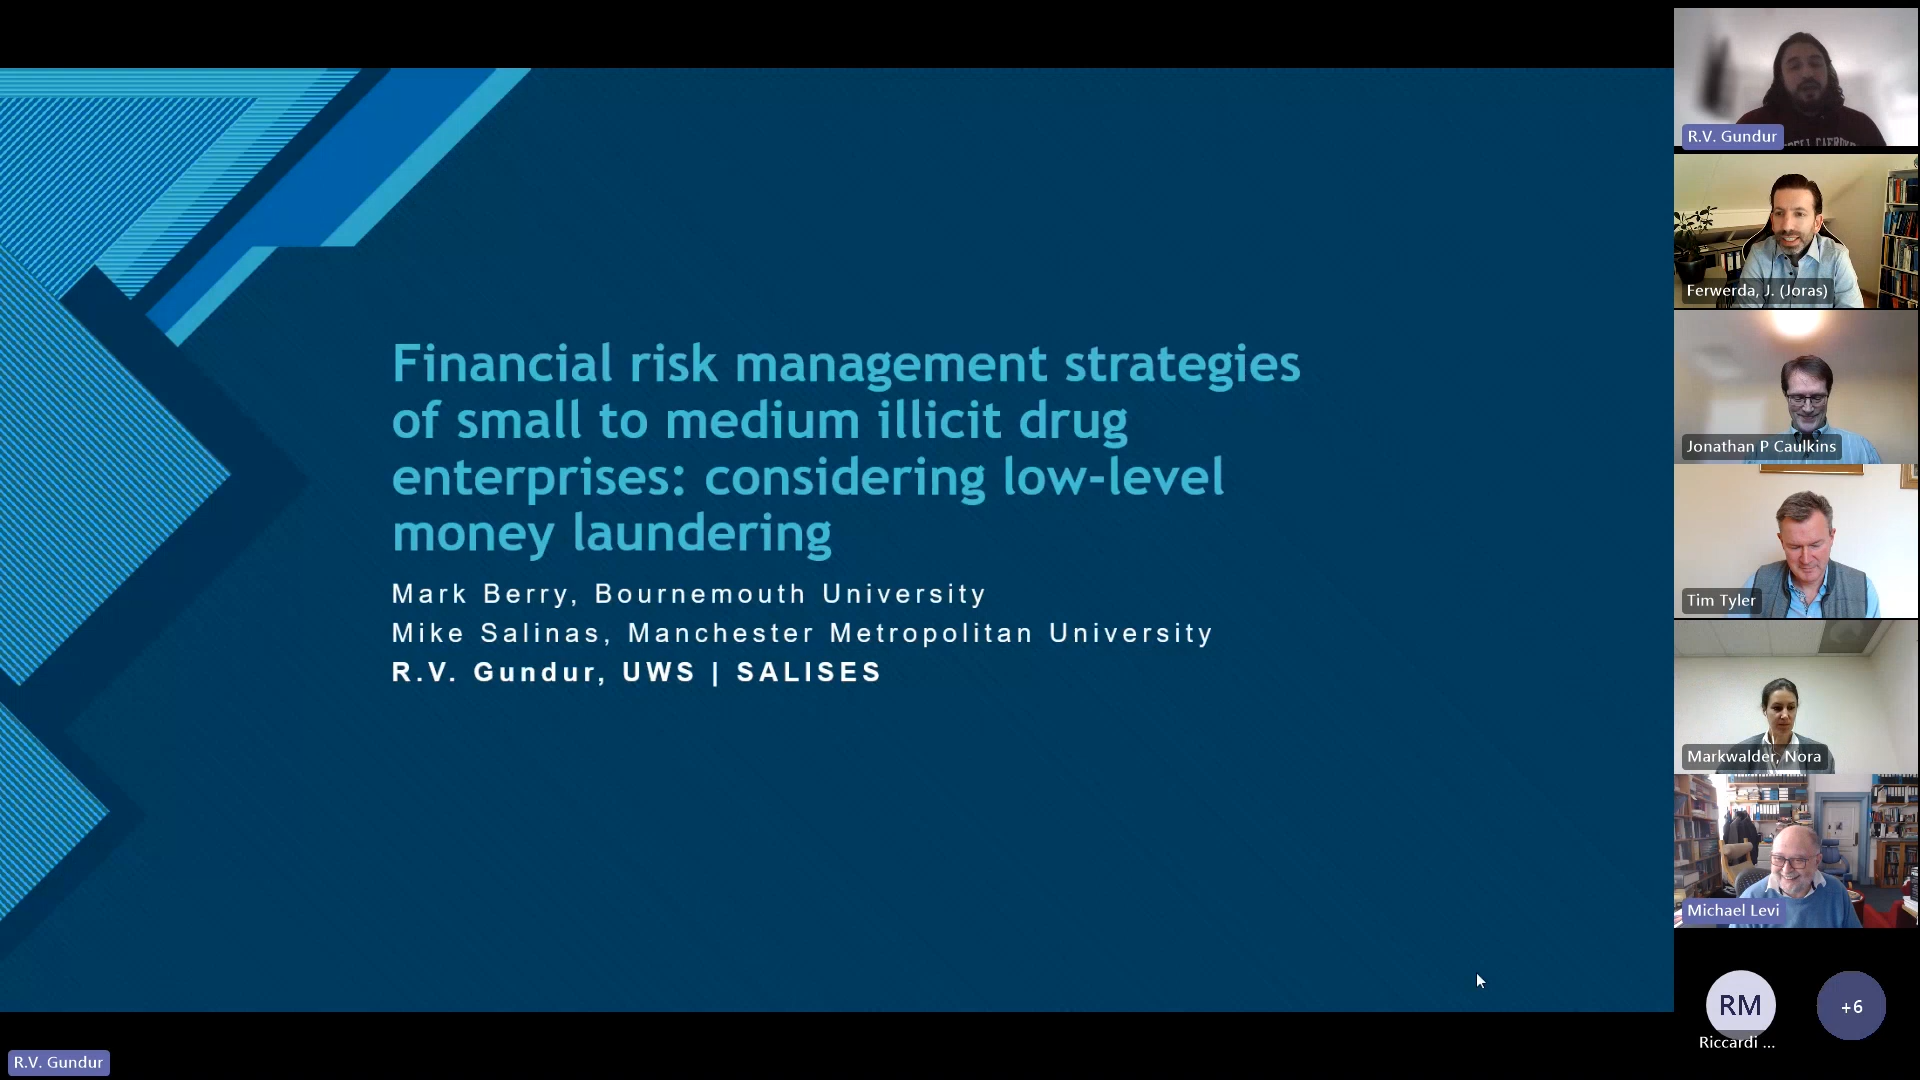 Financial risk management strategies
of small to medium illicit drug
enterprises: considering low-level
money laundering
Mark Berry, Bournemouth University
Mike Salinas, Manchester Metropolitan University
R.V. Gundur, UWS | SALISES
R.V. Gundur
Ferwerda, J. (Joras)
Jonathan P Caulkins
Tim Tyler
Markwalder, Nora
Michael Levi
RM
+6
Riccardi ...
R.V. Gundur